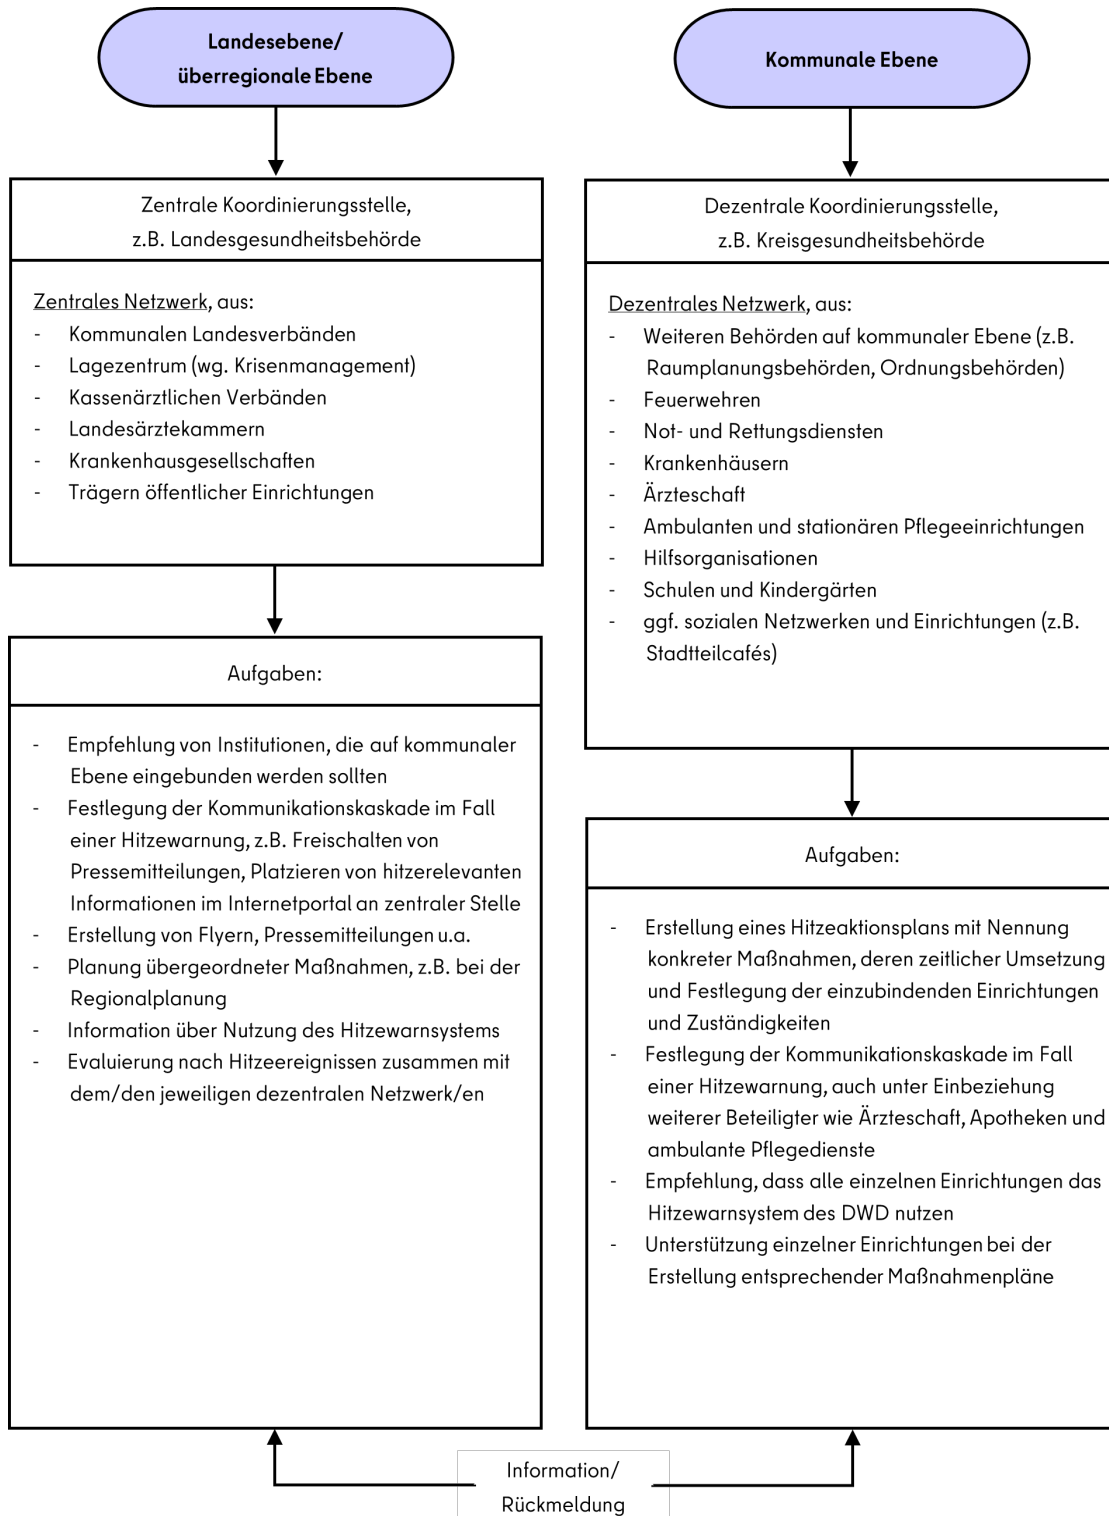 Landesebene/
überregionale Ebene
Zentrale Koordinierungsstelle,
z.B. Landesgesundheitsbehörde
Zentrales Netzwerk, aus:
- Kommunalen Landesverbänden
- Lagezentrum (wg. Krisenmanagement)
- Kassenärztlichen Verbänden
- Landesärztekammern
- Krankenhausgesellschaften
- Trägern öffentlicher Einrichtungen
Aufgaben:
- Empfehlung von Institutionen, die auf kommunaler
Ebene eingebunden werden sollten
- Festlegung der Kommunikationskaskade im Fall
einer Hitzewarnung, z.B. Freischalten von
Pressemitteilungen, Platzieren von hitzerelevanten
Informationen im Internetportal an zentraler Stelle
- Erstellung von Flyern, Pressemitteilungen u.a.
- Planung übergeordneter Maßnahmen, z.B. bei der
Regionalplanung
- Information über Nutzung des Hitzewarnsystems
- Evaluierung nach Hitzeereignissen zusammen mit
dem/den jeweiligen dezentralen Netzwerk/en
Kommunale Ebene
Dezentrale Koordinierungsstelle,
z.B. Kreisgesundheitsbehörde
Dezentrales Netzwerk, aus:
- Weiteren Behörden auf kommunaler Ebene (z.B.
Raumplanungsbehörden, Ordnungsbehörden)
- Feuerwehren
- Not- und Rettungsdiensten
- Krankenhäusern
- Ärzteschaft
- Ambulanten und stationären Pflegeeinrichtungen
- Hilfsorganisationen
- Schulen und Kindergärten
- ggf. sozialen Netzwerken und Einrichtungen (z.B.
Stadtteilcafés)
Aufgaben:
- Erstellung eines Hitzeaktionsplans mit Nennung
konkreter Maßnahmen, deren zeitlicher Umsetzung
und Festlegung der einzubindenden Einrichtungen
und Zuständigkeiten
- Festlegung der Kommunikationskaskade im Fall
einer Hitzewarnung, auch unter Einbeziehung
weiterer Beteiligter wie Ärzteschaft, Apotheken und
ambulante Pflegedienste
- Empfehlung, dass alle einzelnen Einrichtungen das
Hitzewarnsystem des DWD nutzen
- Unterstützung einzelner Einrichtungen bei der
Erstellung entsprechender Maßnahmenpläne
Information/
Rückmeldung